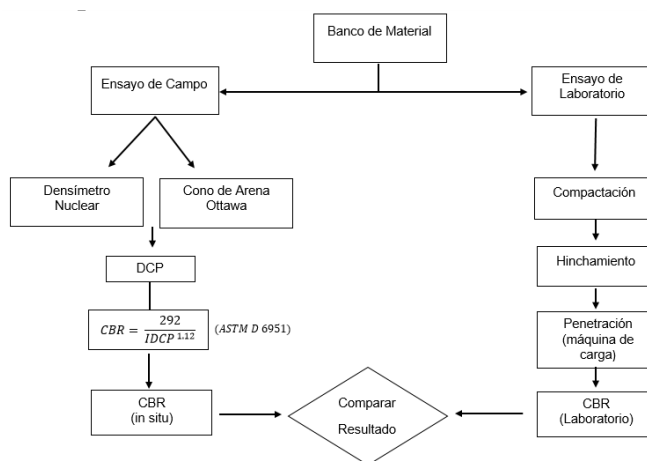 Banco de Material
Ensayo de Campo
Ensayo de
Laboratorio
Densímetro
Nuclear
Cono de Arena
Ottawa
Compactación
DCP
Hinchamiento
CBR = 292 / IDCP^1.12 (ASTM D 6951)
Penetración
(máquina de
carga)
CBR
(in situ)
Comparar
Resultado
CBR
(Laboratorio)